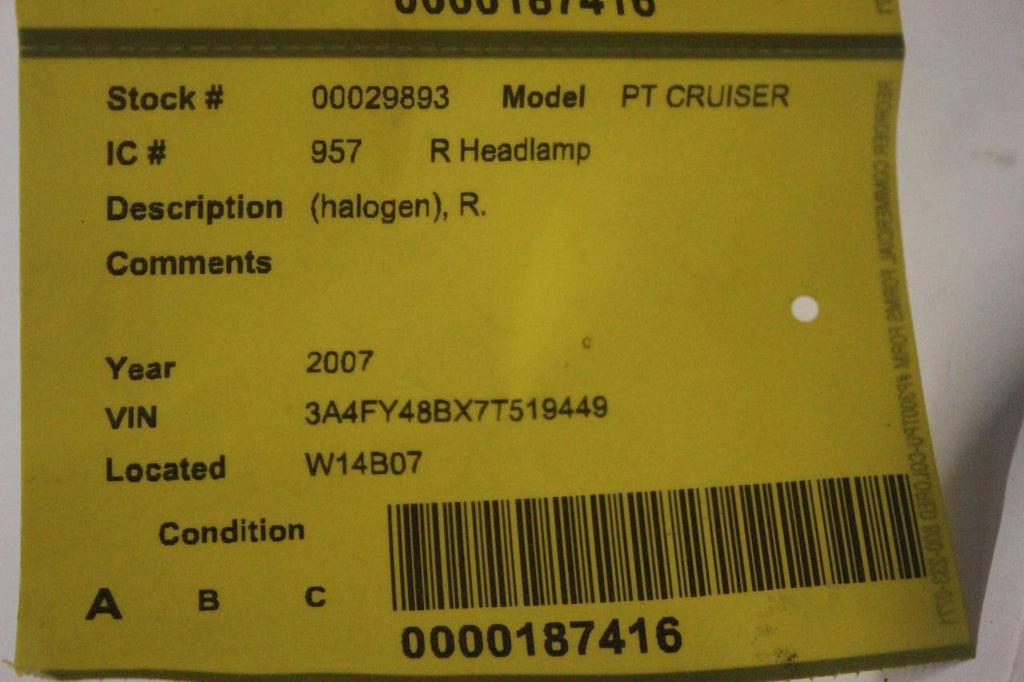 0000187416
Stock # 00029893 Model PT CRUISER
IC # 957 R Headlamp
Description (halogen), R.
Comments
Year 2007
VIN 3A4FY48BX7T519449
Located W14B07
Condition
A B C
0000187416